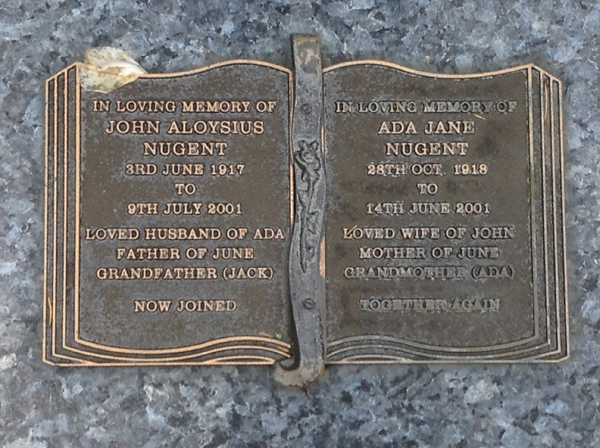 IN LOVING MEMORY OF
JOHN ALOYSIUS
NUGENT
3RD JUNE 1917
TO
9TH JULY 2001
LOVED HUSBAND OF ADA
FATHER OF JUNE
GRANDFATHER (JACK)
NOW JOINED
IN LOVING MEMORY OF
ADA JANE
NUGENT
28TH OCT. 1918
TO
14TH JUNE 2001
LOVED WIFE OF JOHN
MOTHER OF JUNE
GRANDMOTHER (ADA)
TOGETHER AGAIN